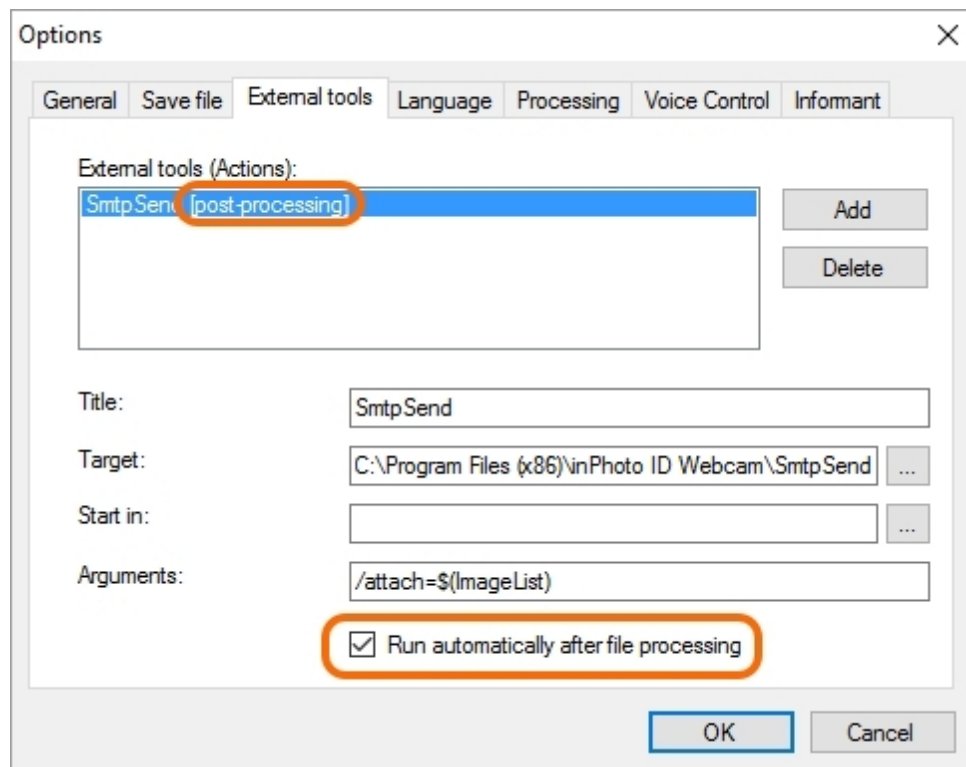 Options
General Save file External tools Language Processing Voice Control Informant
External tools (Actions):
SmtpSend [post-processing]
Add
Delete
Title:
SmtpSend
Target:
C:\Program Files (x86)\inPhoto ID Webcam\SmtpSend
...
Start in:
...
Arguments:
/attach=$(ImageList)
Run automatically after file processing
OK
Cancel